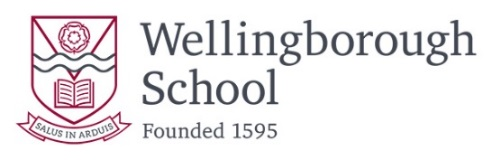 Wellingborough
School
Founded 1595
SALUS IN ARDUIS